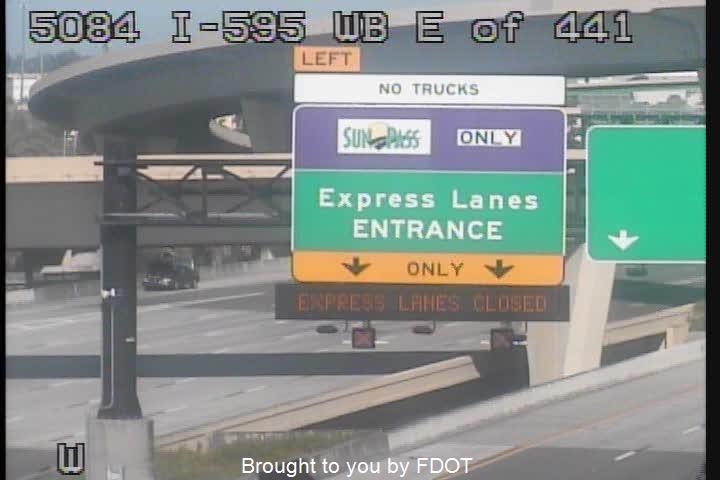 5084 I-595 WB E of 441
LEFT
NO TRUCKS
SUNPASS ONLY
Express Lanes
ENTRANCE
ONLY
EXPRESS LANES CLOSED
W
Brought to you by FDOT